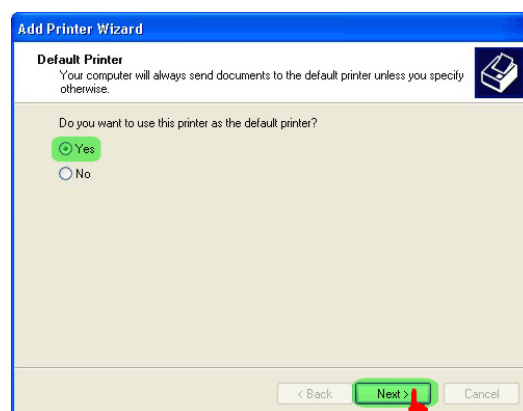 Add Printer Wizard
Default Printer
Your computer will always send documents to the default printer unless you specify
otherwise.
Do you want to use this printer as the default printer?
Yes
No
< Back Next > Cancel